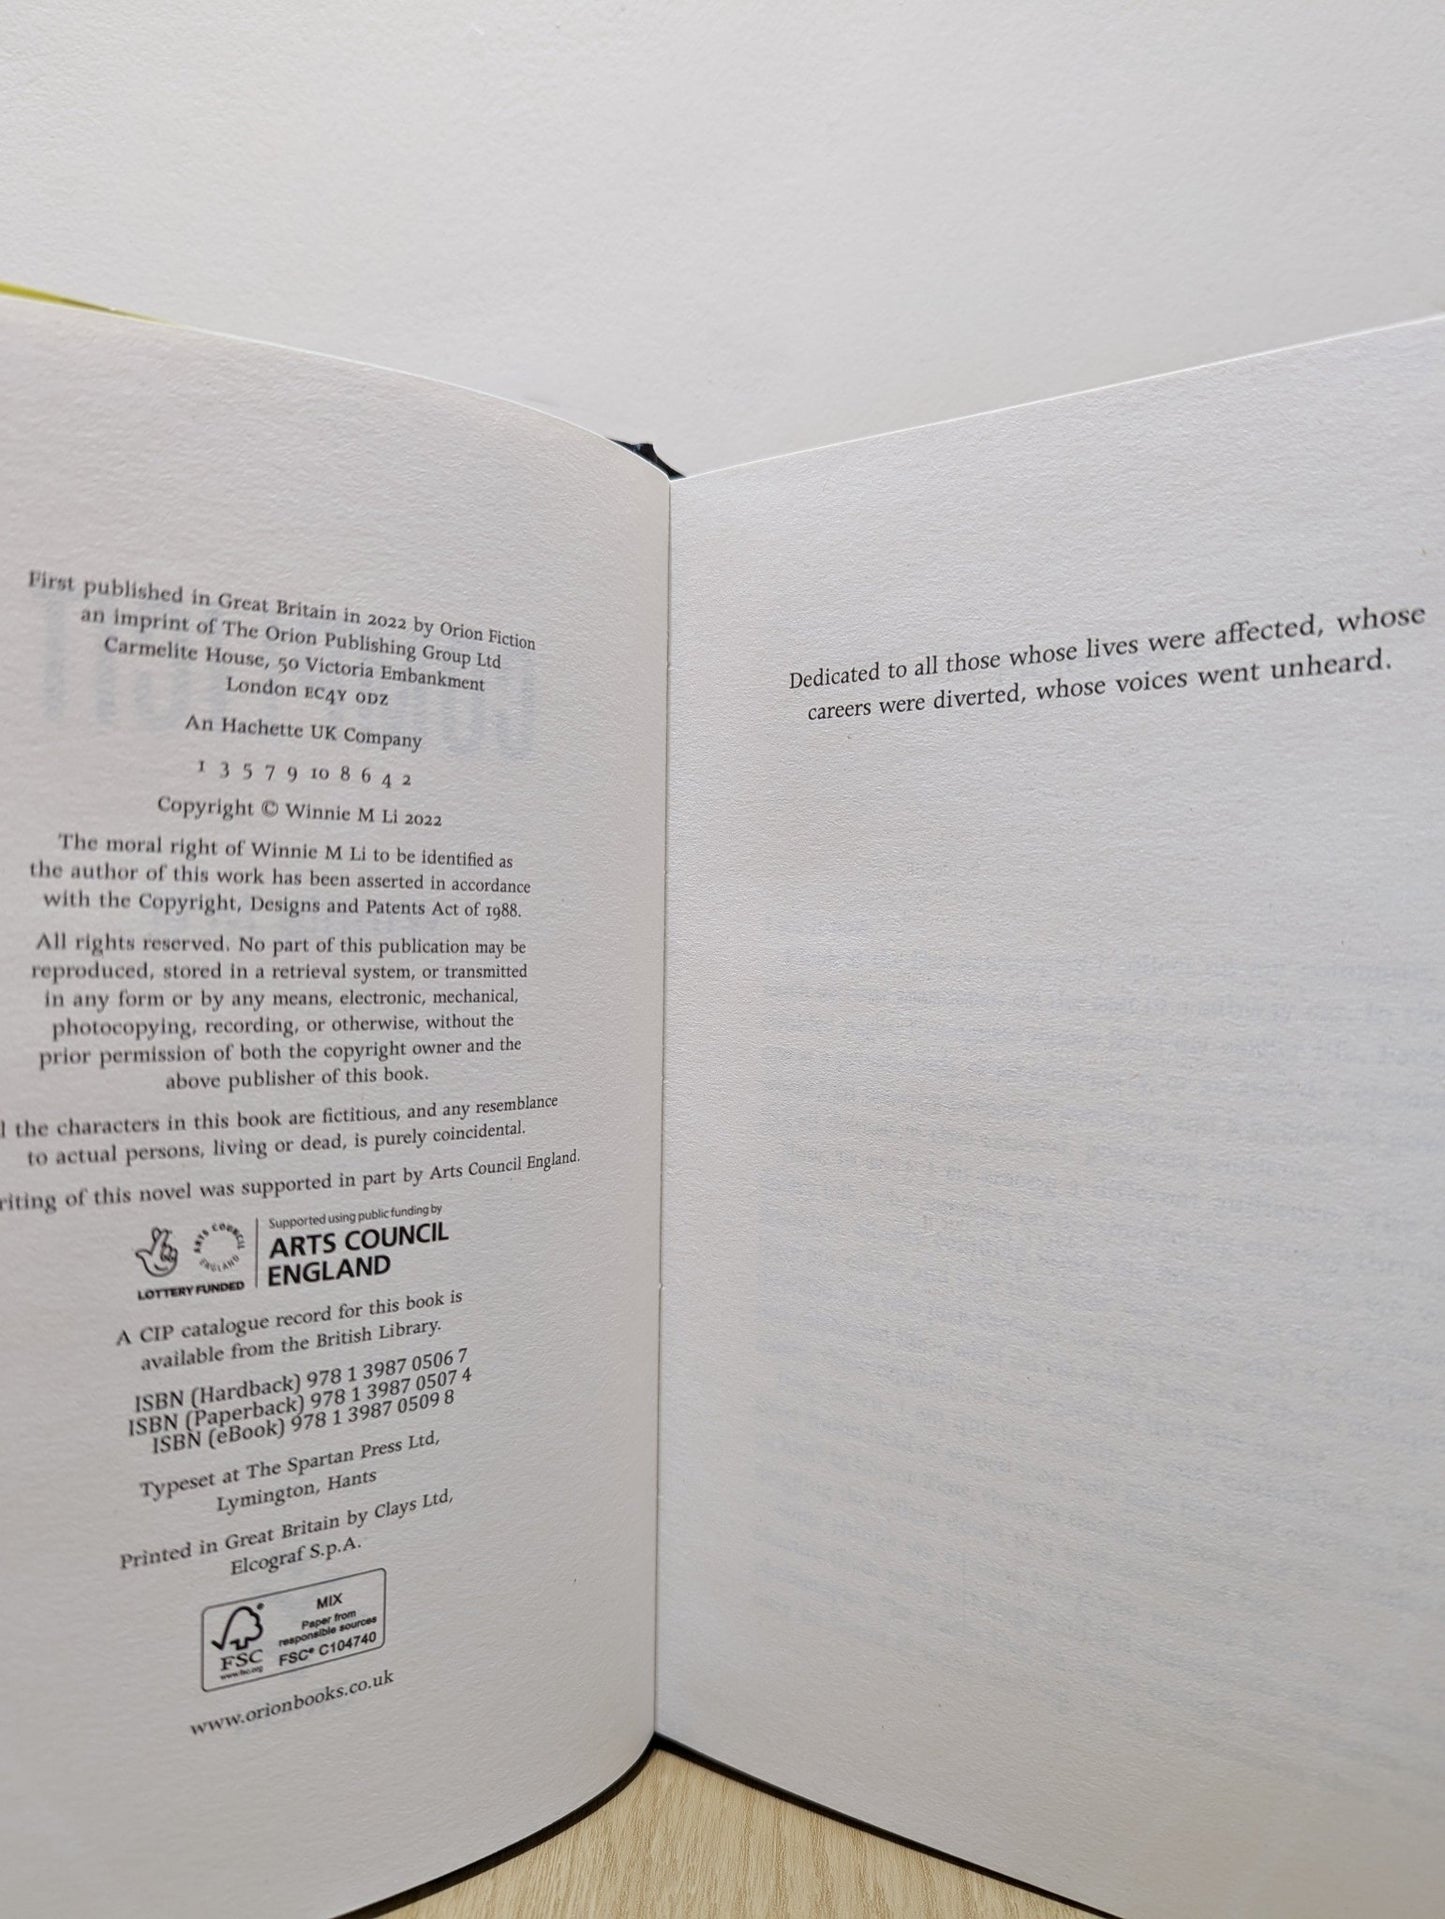 First published in Great Britain in 2022 by Orion Fiction
an imprint of The Orion Publishing Group Ltd
Carmelite House, 50 Victoria Embankment
London EC4Y 0DZ
An Hachette UK Company
1 3 5 7 9 10 8 6 4 2
Copyright © Winnie M Li 2022
The moral right of Winnie M Li to be identified as
the author of this work has been asserted in accordance
with the Copyright, Designs and Patents Act of 1988.
All rights reserved. No part of this publication may be
reproduced, stored in a retrieval system, or transmitted
in any form or by any means, electronic, mechanical,
photocopying, recording, or otherwise, without the
prior permission of both the copyright owner and the
above publisher of this book.
l the characters in this book are fictitious, and any resemblance
to actual persons, living or dead, is purely coincidental.
riting of this novel was supported in part by Arts Council England.
ARTS COUNCIL ENGLAND
LOTTERY FUNDED
Supported using public funding by
ARTS COUNCIL
ENGLAND
A CIP catalogue record for this book is
available from the British Library.
ISBN (Hardback) 978 1 3987 0506 7
ISBN (Paperback) 978 1 3987 0507 4
ISBN (eBook) 978 1 3987 0509 8
Typeset at The Spartan Press Ltd,
Lymington, Hants
Printed in Great Britain by Clays Ltd,
Elcograf S.p.A.
FSC
www.fsc.org
MIX
Paper from
responsible sources
FSC® C104740
www.orionbooks.co.uk
Dedicated to all those whose lives were affected, whose
careers were diverted, whose voices went unheard.